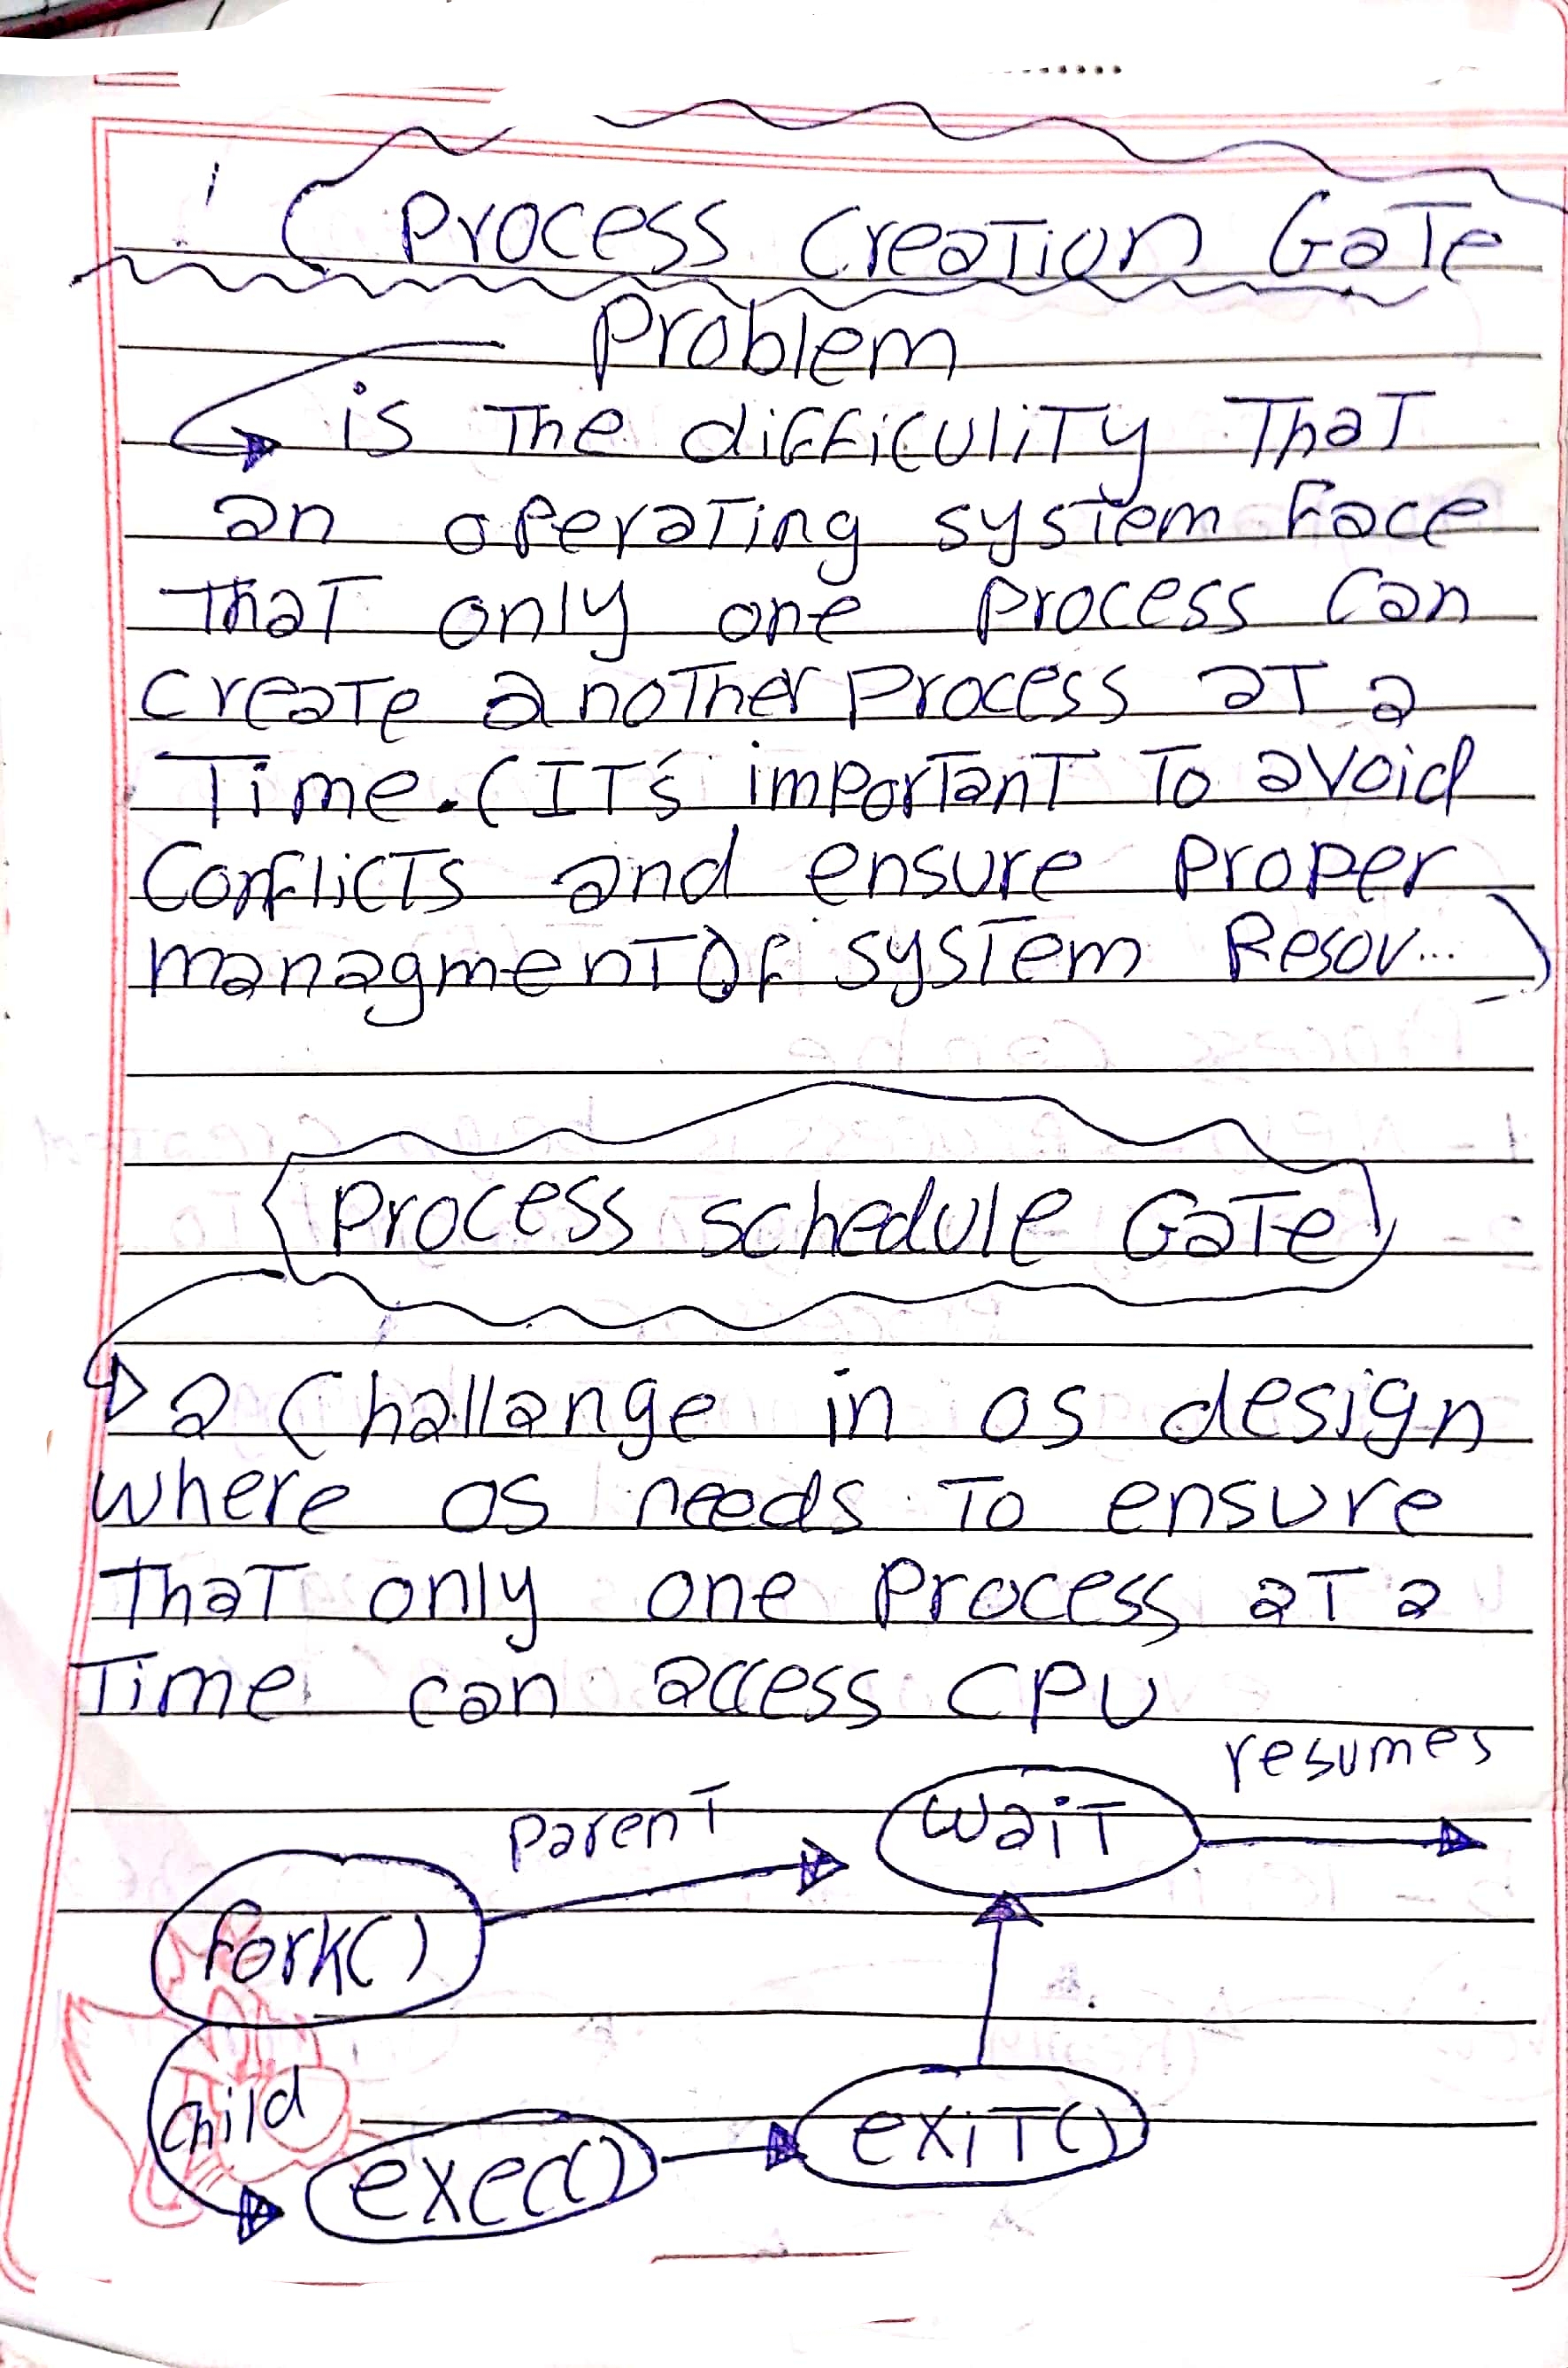 Process Creation Gate
Problem
is The difficulity That
an operating system Face
That only one process can
create another process at a
Time. (IT's important To avoid
Conflicts and ensure proper
managment Of system Resou...)
Process schedule Gate
a Challange in os design
where os needs To ensure
That only one process at a
Time can access CPU
resumes
parent
wait
fork()
child
exec()
exit()